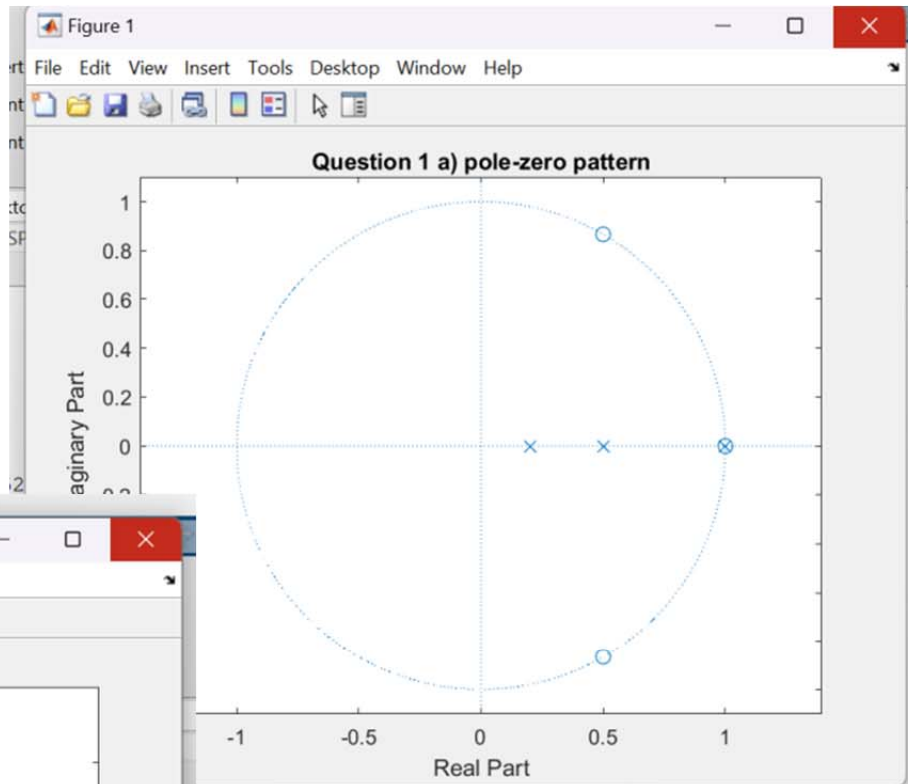 Figure 1
File Edit View Insert Tools Desktop Window Help
Question 1 a) pole-zero pattern
1
0.8
0.6
0.4
0.2
0
aginary Part
-1 -0.5 0 0.5 1
Real Part